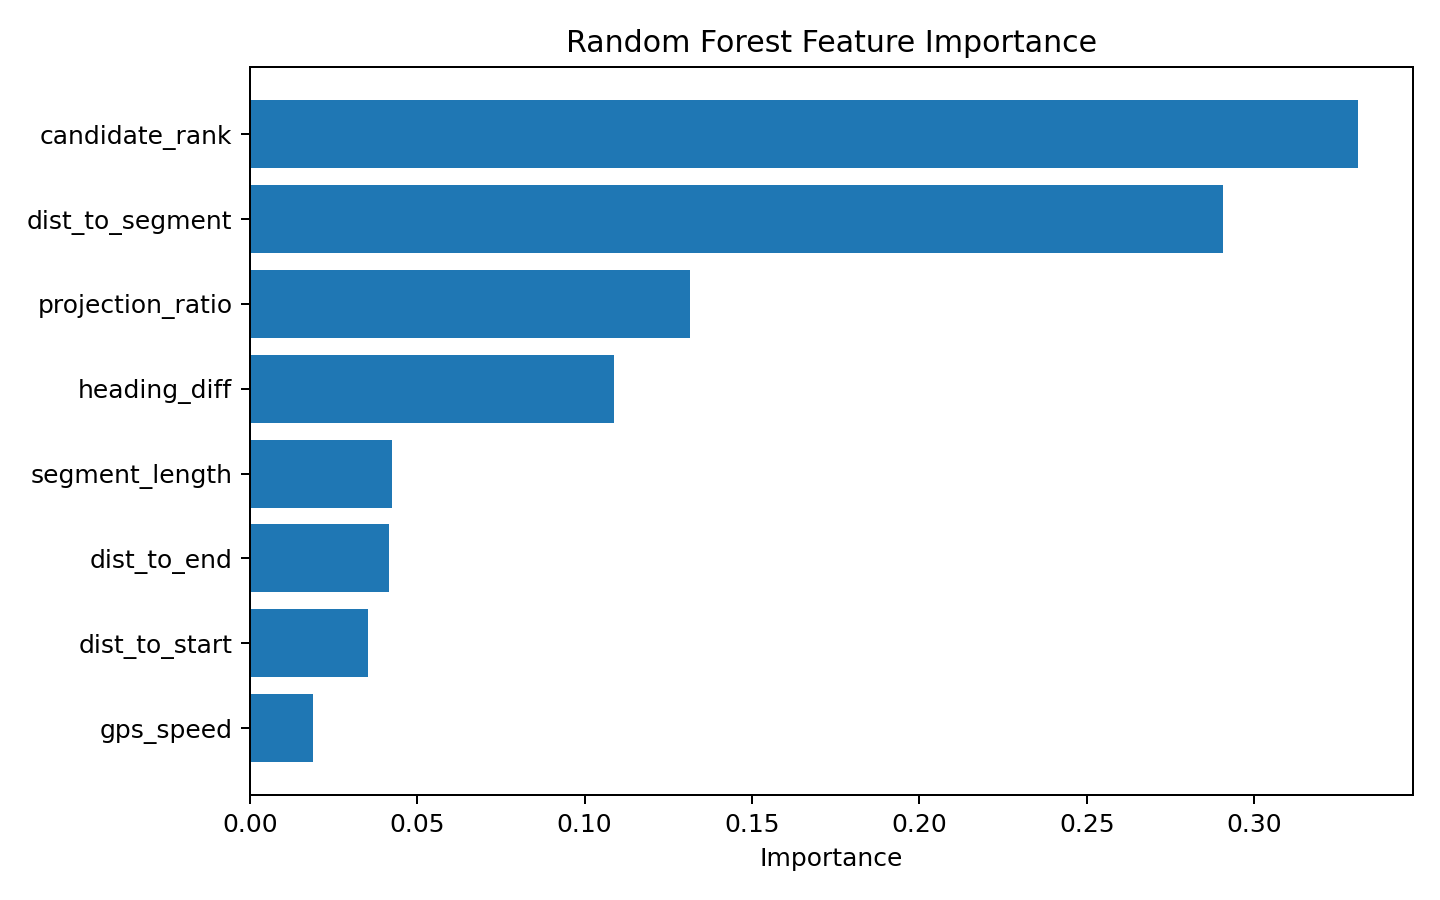 Random Forest Feature Importance
candidate_rank
dist_to_segment
projection_ratio
heading_diff
segment_length
dist_to_end
dist_to_start
gps_speed
0.00 0.05 0.10 0.15 0.20 0.25 0.30
Importance